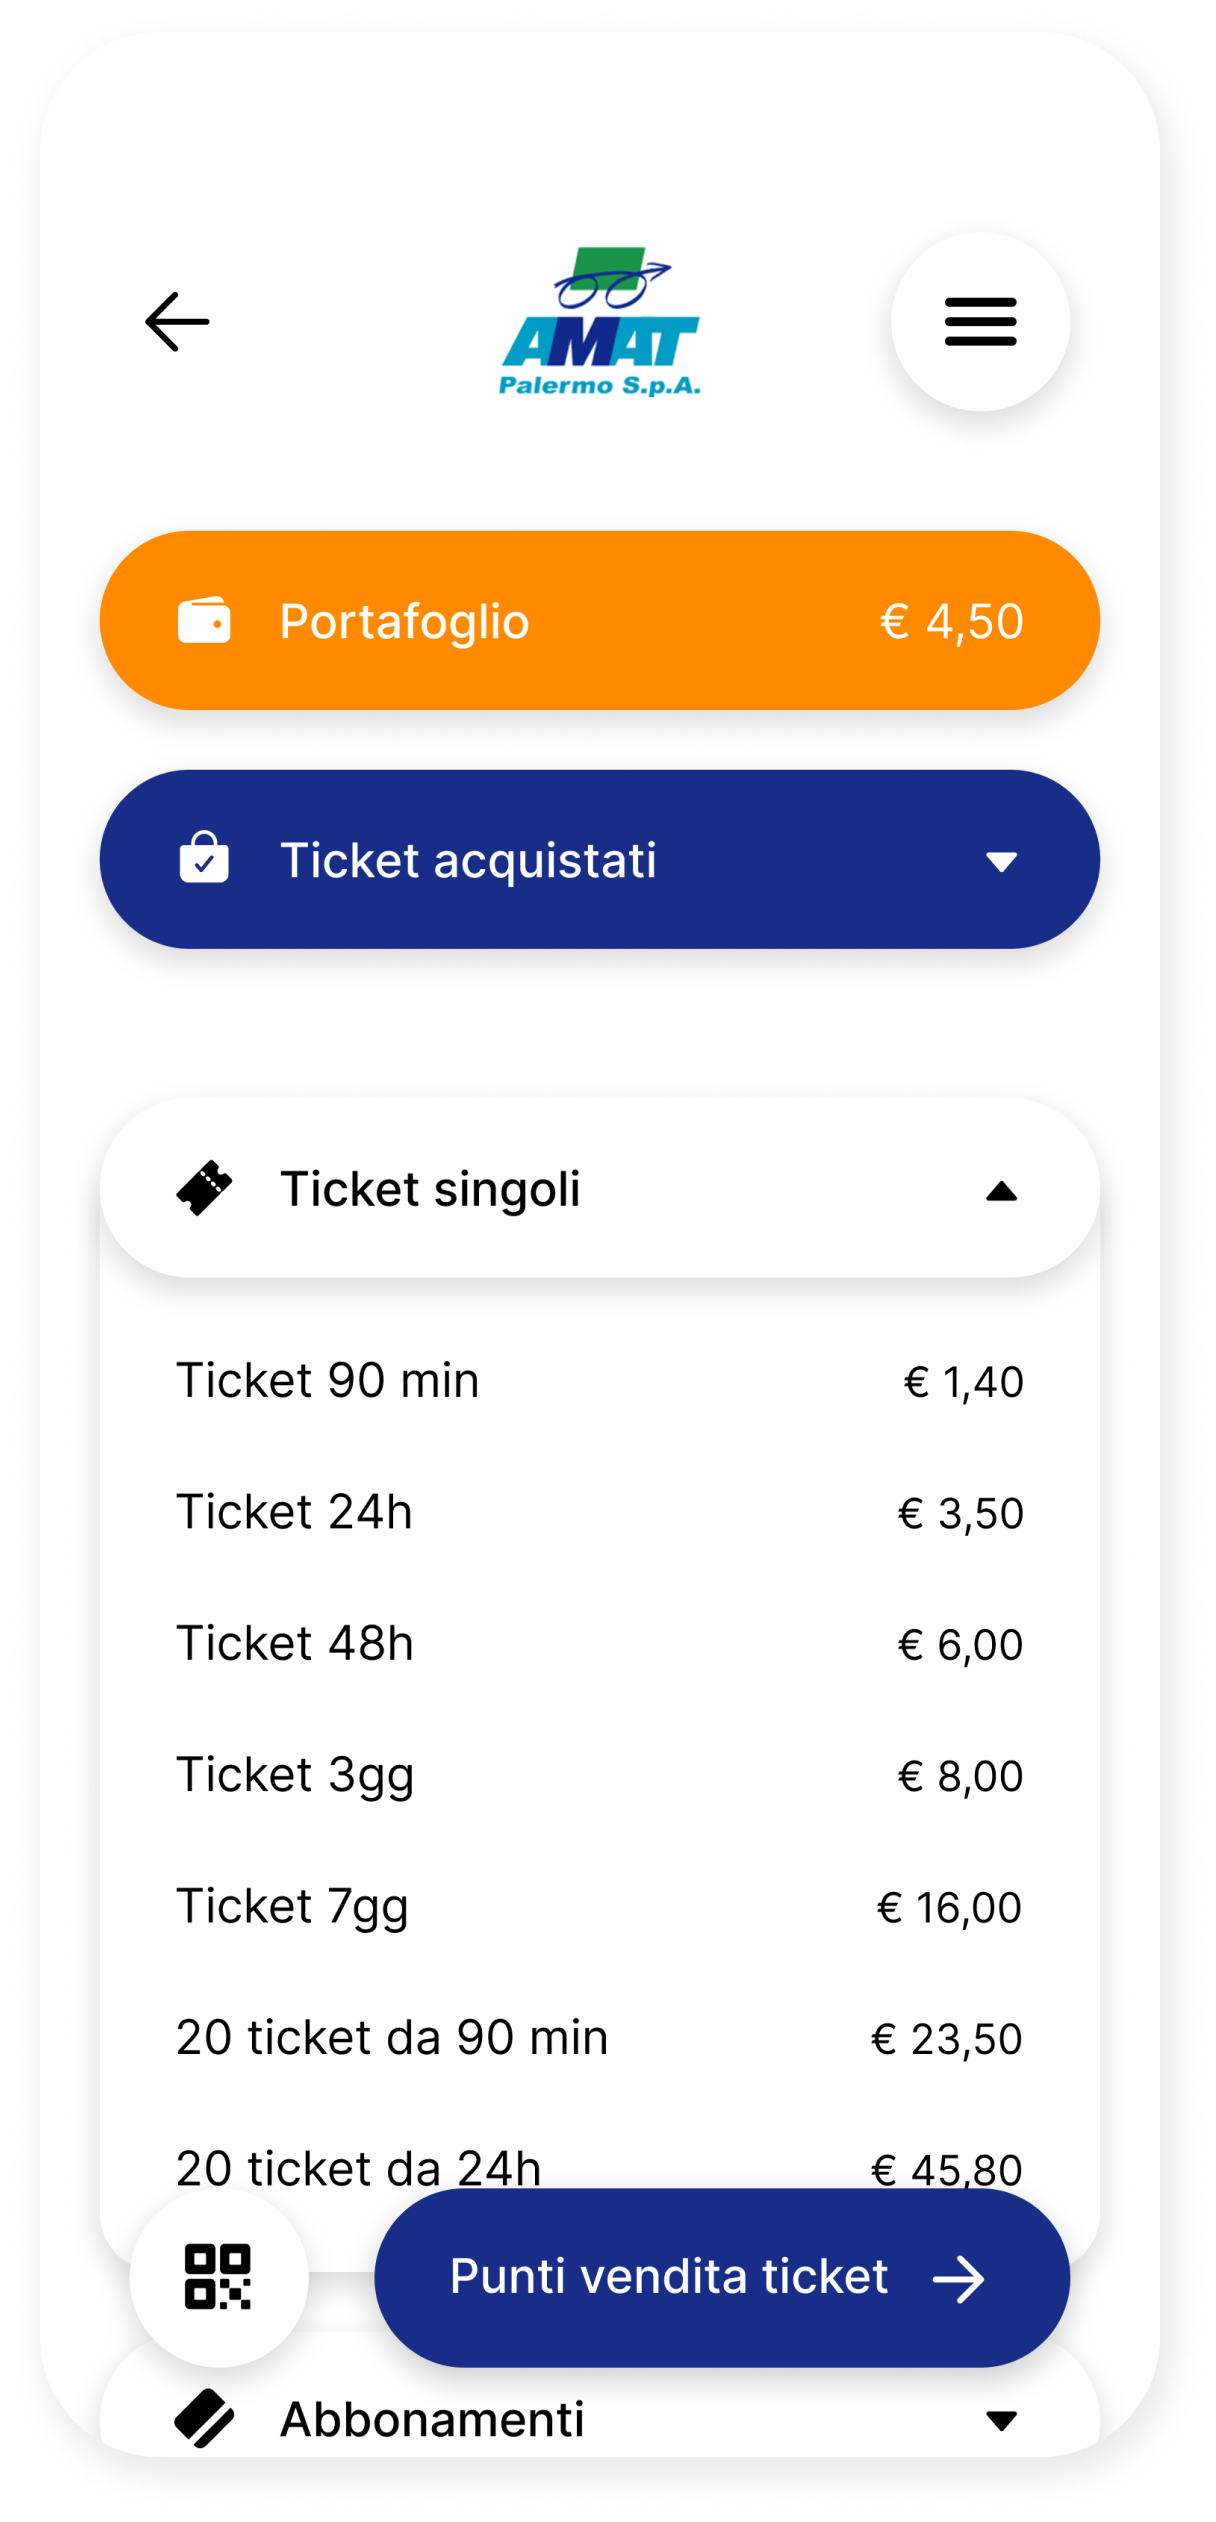 AMAT
Palermo S.p.A.
Portafoglio € 4,50
Ticket acquistati
Ticket singoli
Ticket 90 min € 1,40
Ticket 24h € 3,50
Ticket 48h € 6,00
Ticket 3gg € 8,00
Ticket 7gg € 16,00
20 ticket da 90 min € 23,50
20 ticket da 24h € 45,80
Punti vendita ticket
Abbonamenti